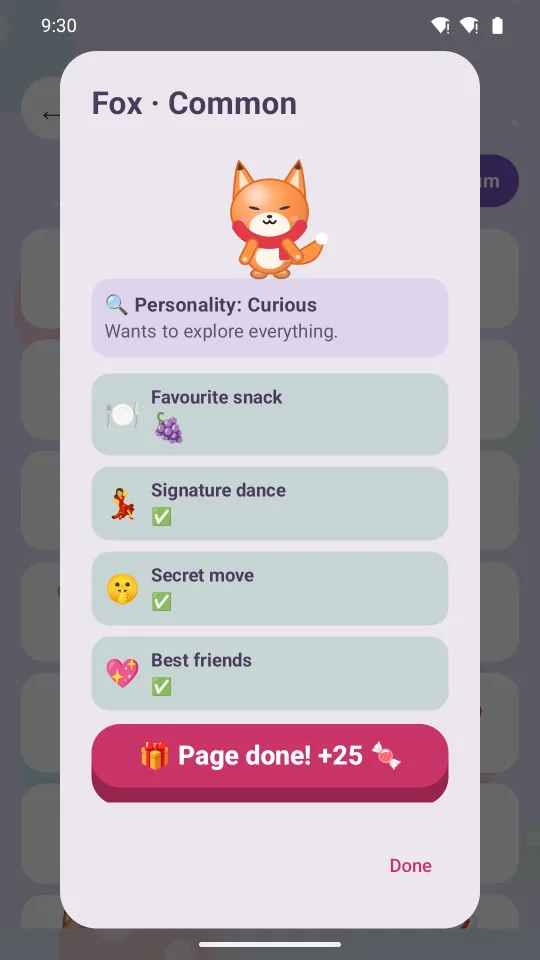 9:30
Fox · Common
🔍 Personality: Curious
Wants to explore everything.
Favourite snack
Signature dance
Secret move
Best friends
🎁 Page done! +25 🍬
Done